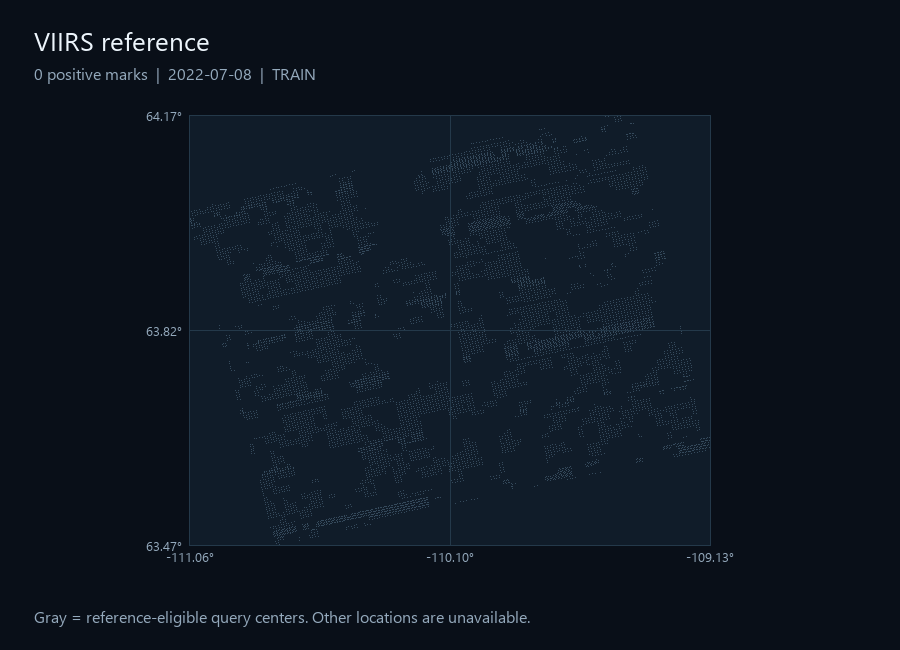 VIIRS reference
0 positive marks | 2022-07-08 | TRAIN
64.17°
63.82°
63.47°
-111.06°
-110.10°
-109.13°
Gray = reference-eligible query centers. Other locations are unavailable.